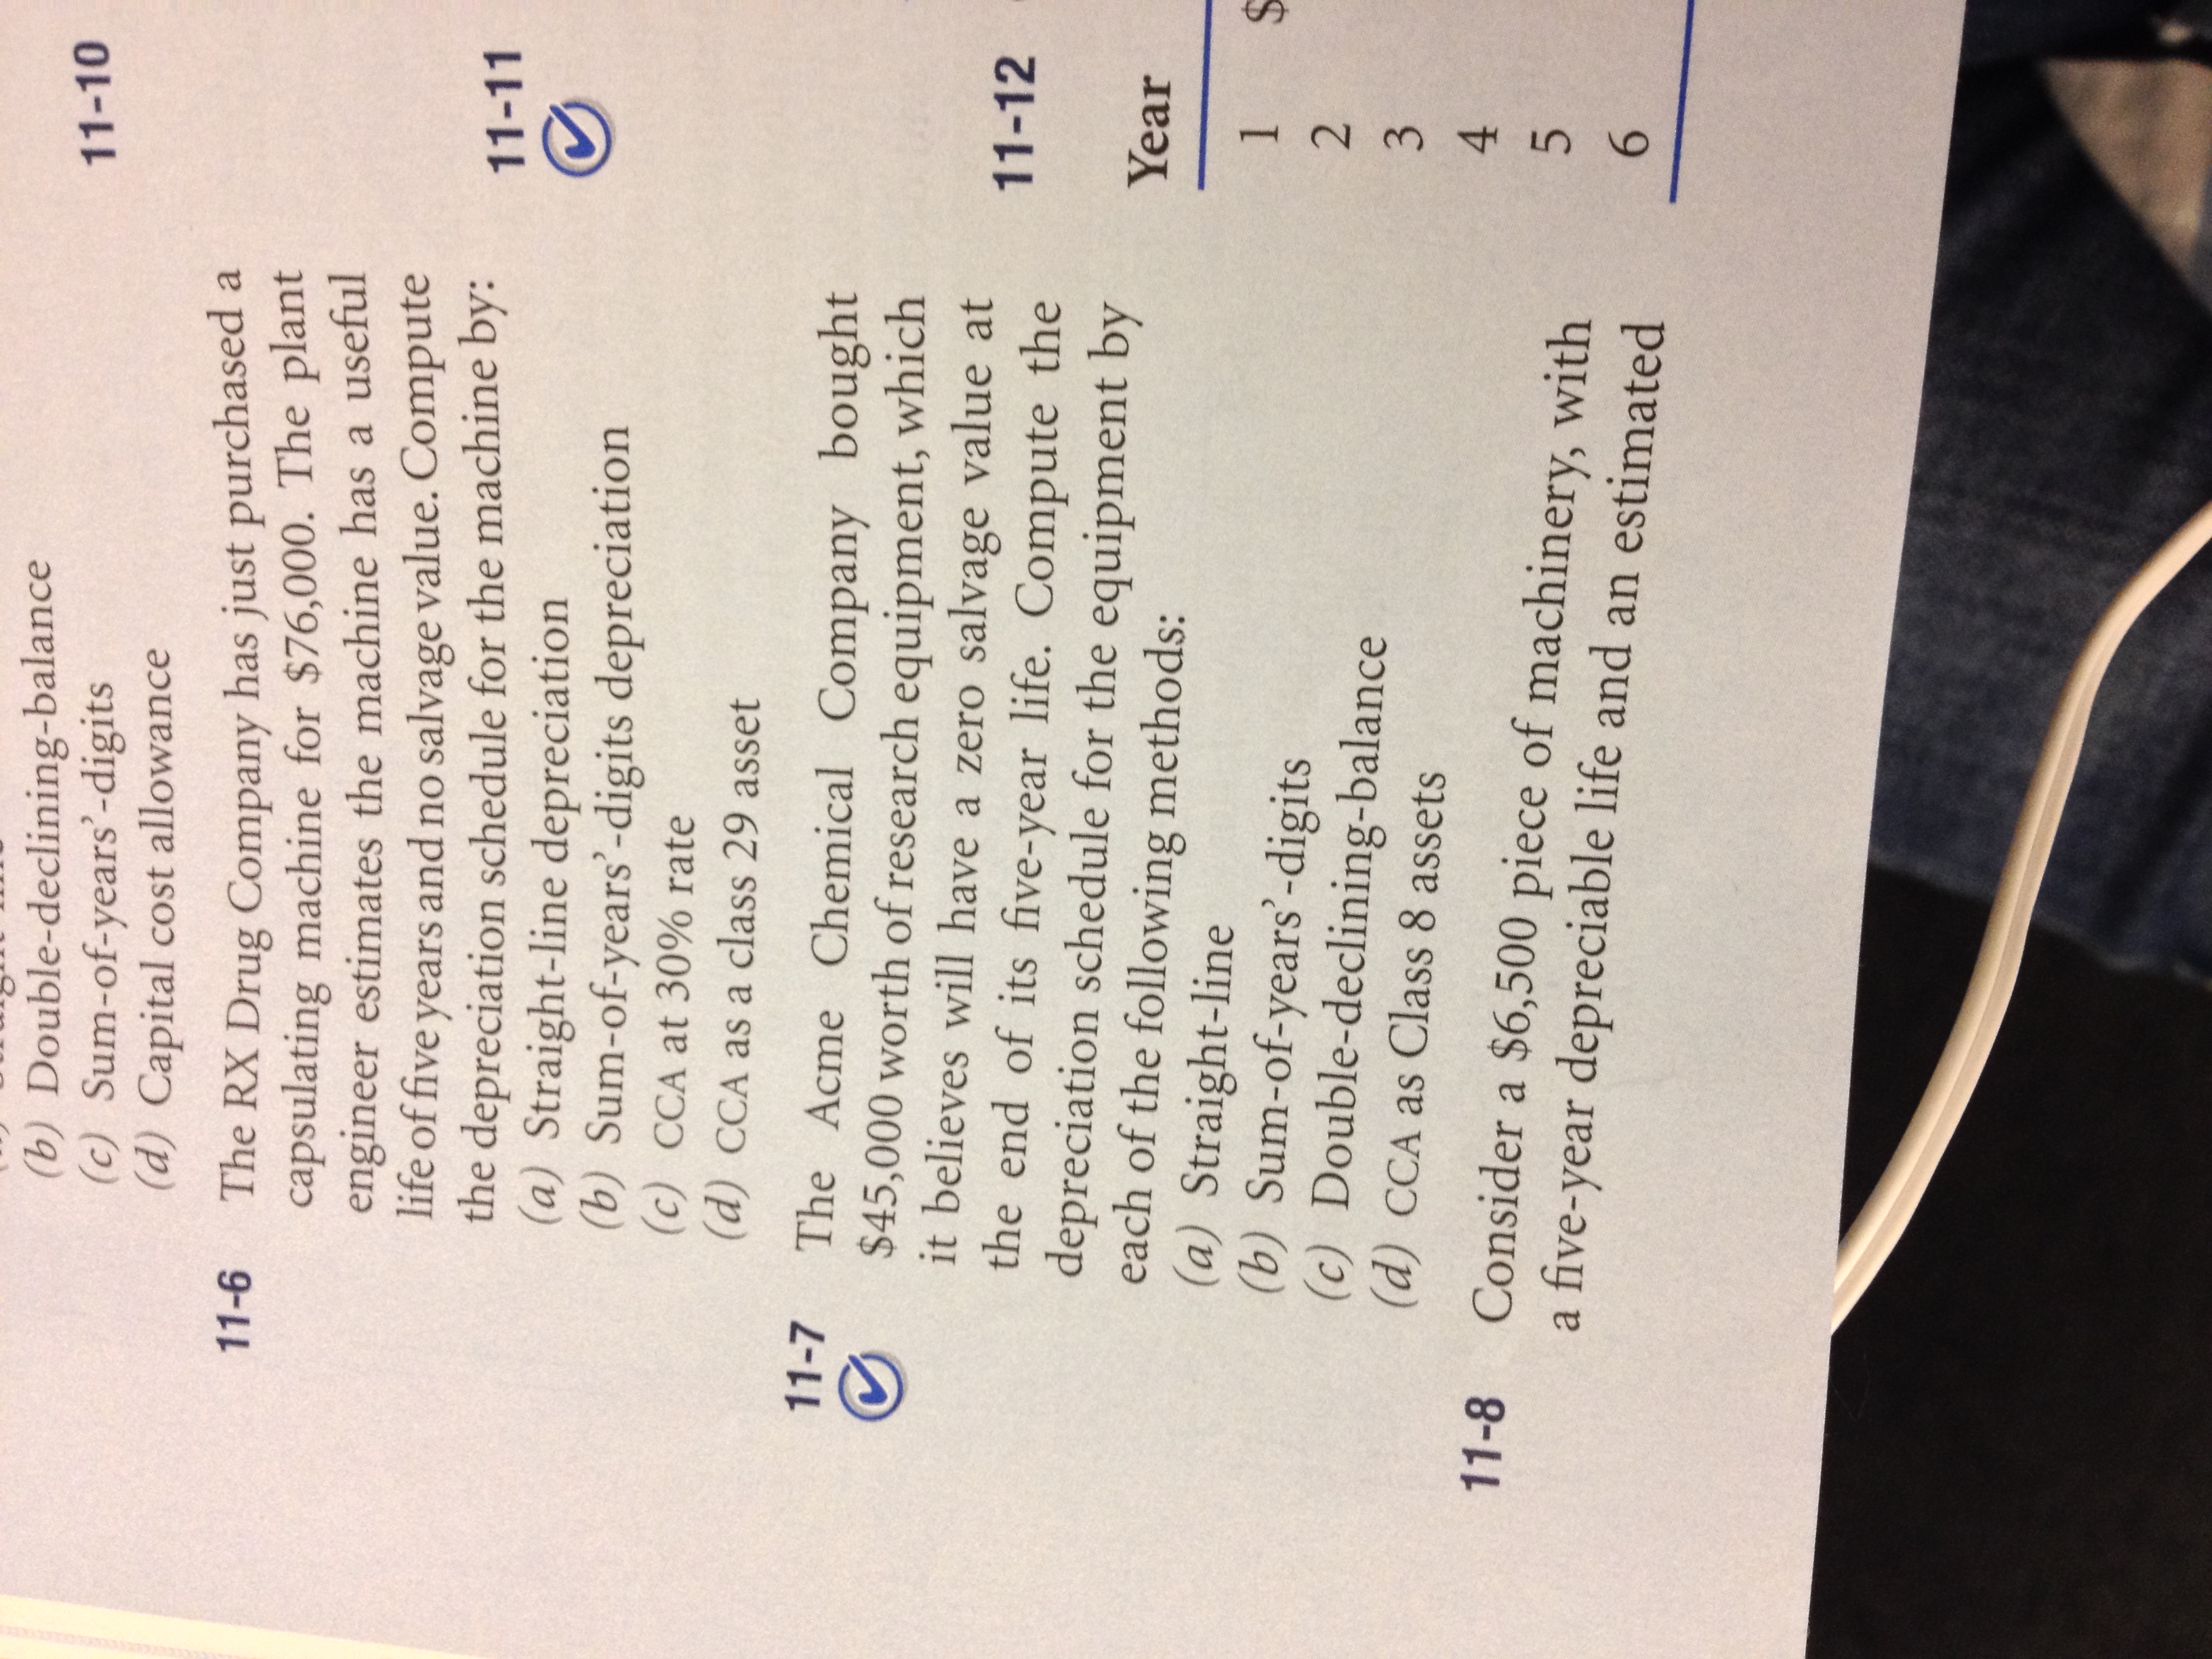 (b) Double-declining-balance
(c) Sum-of-years'-digits
(d) Capital cost allowance
11-6 The RX Drug Company has just purchased a
capsulating machine for $76,000. The plant
engineer estimates the machine has a useful
life of five years and no salvage value. Compute
the depreciation schedule for the machine by:
(a) Straight-line depreciation
(b) Sum-of-years'-digits depreciation
(c) CCA at 30% rate
(d) CCA as a class 29 asset
11-7 The Acme Chemical Company bought
$45,000 worth of research equipment, which
it believes will have a zero salvage value at
the end of its five-year life. Compute the
depreciation schedule for the equipment by
each of the following methods:
(a) Straight-line
(b) Sum-of-years'-digits
(c) Double-declining-balance
(d) CCA as Class 8 assets
11-8 Consider a $6,500 piece of machinery, with
a five-year depreciable life and an estimated
11-10
11-11
11-12
Year
1 $
2
3
4
5
6